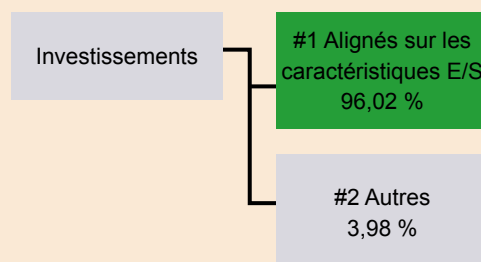 Investissements
#1 Alignés sur les
caractéristiques E/S
96,02 %
#2 Autres
3,98 %